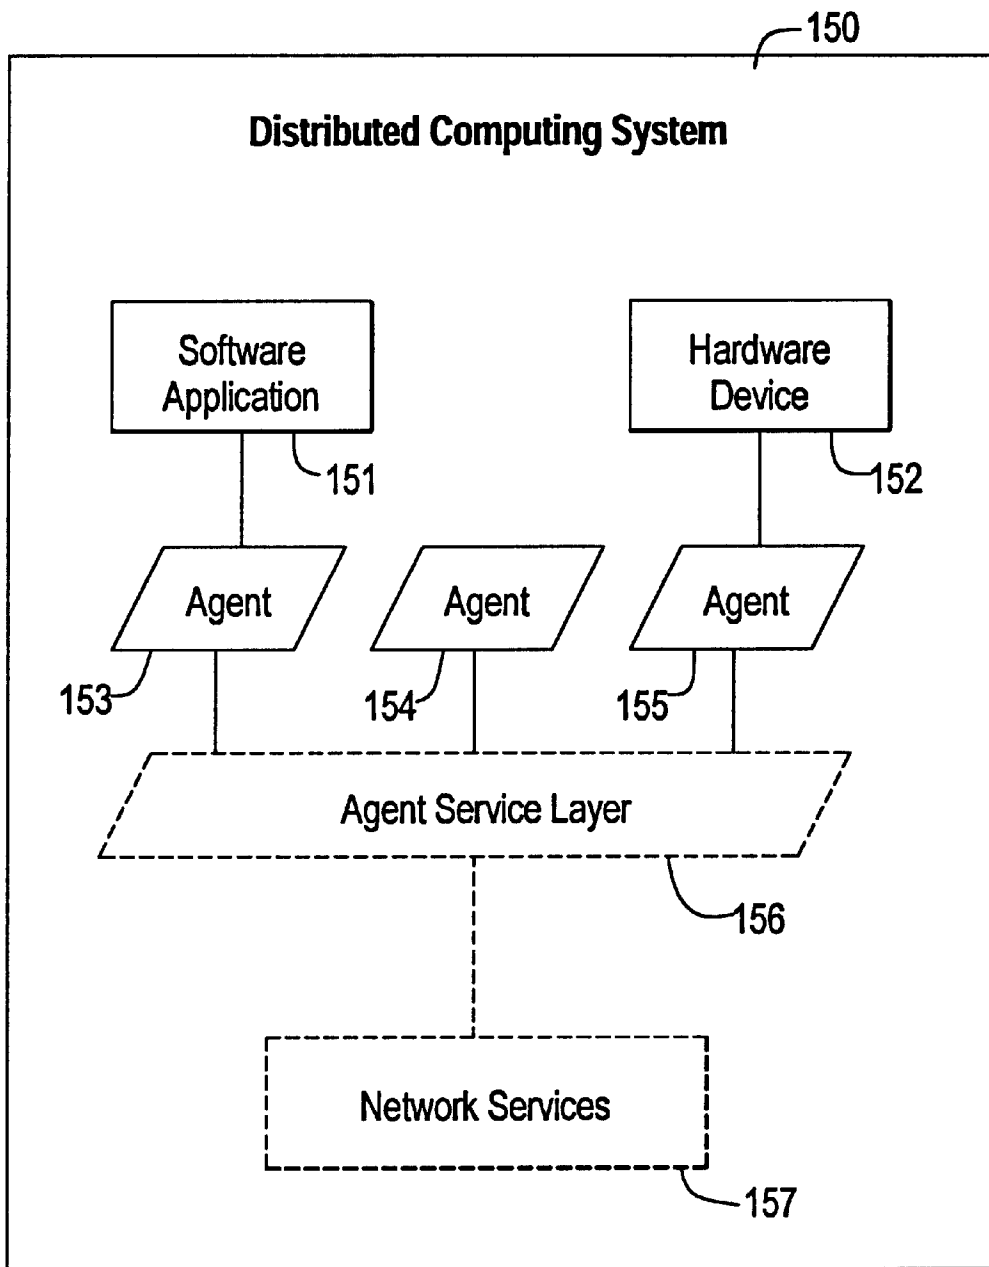 150
Distributed Computing System
Software
Application
Hardware
Device
151
152
Agent
Agent
Agent
153
154
155
Agent Service Layer
156
Network Services
157